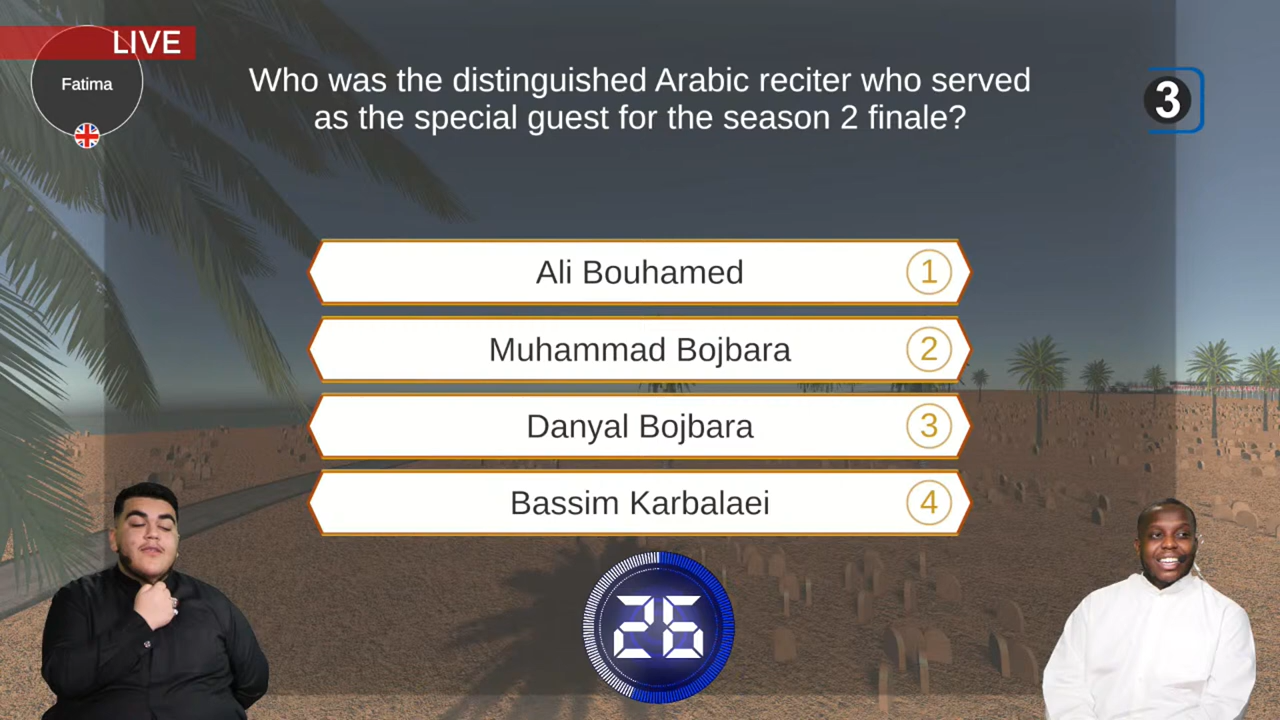 LIVE
Fatima
Who was the distinguished Arabic reciter who served
as the special guest for the season 2 finale?
3
Ali Bouhamed 1
Muhammad Bojbara 2
Danyal Bojbara 3
Bassim Karbalaei 4
26